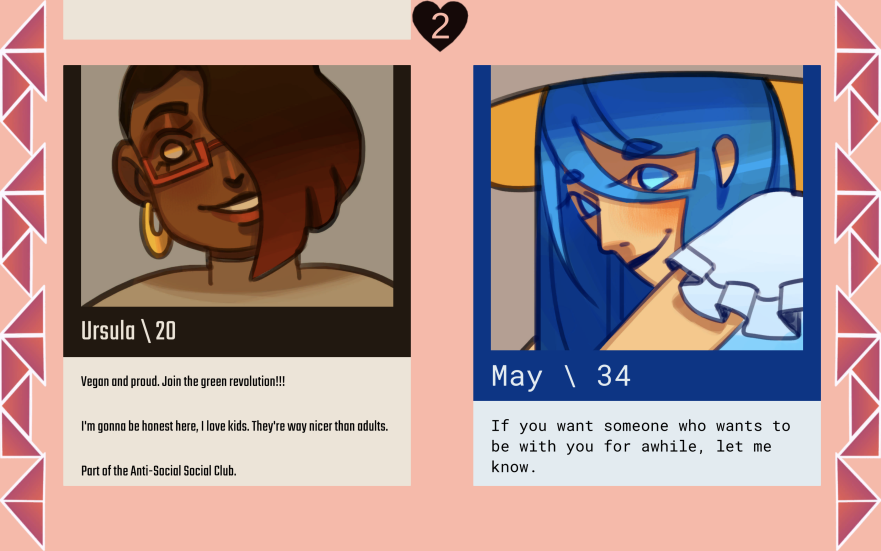 2
Ursula \ 20
Vegan and proud. Join the green revolution!!!
I'm gonna be honest here, I love kids. They're way nicer than adults.
Part of the Anti-Social Social Club.
May \ 34
If you want someone who wants to
be with you for awhile, let me
know.